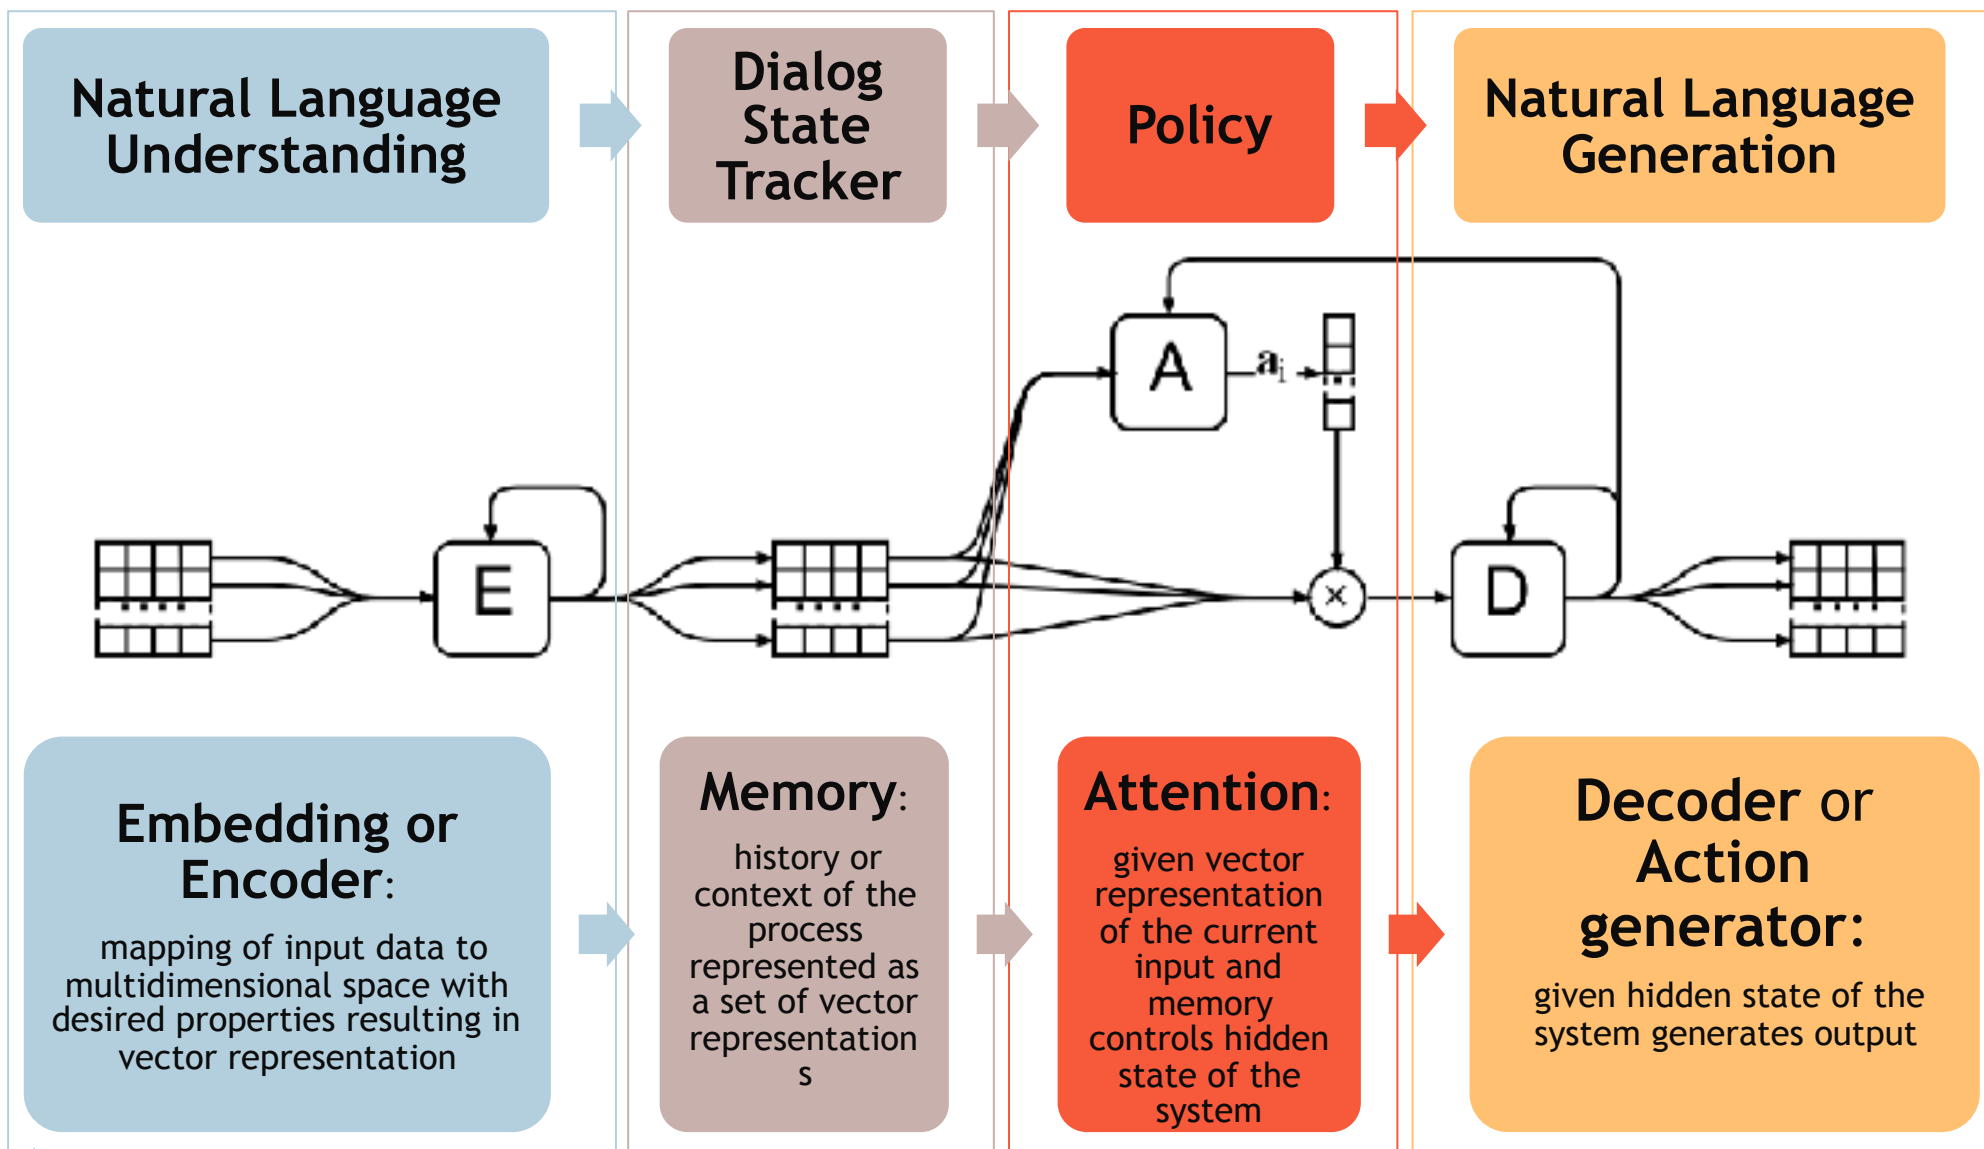 Natural Language
Understanding
Dialog
State
Tracker
Policy
Natural Language
Generation
A
a_i
E
×
D
Embedding or
Encoder:
mapping of input data to
multidimensional space with
desired properties resulting in
vector representation
Memory:
history or
context of the
process
represented as
a set of vector
representation
s
Attention:
given vector
representation
of the current
input and
memory
controls hidden
state of the
system
Decoder or
Action
generator:
given hidden state of the
system generates output